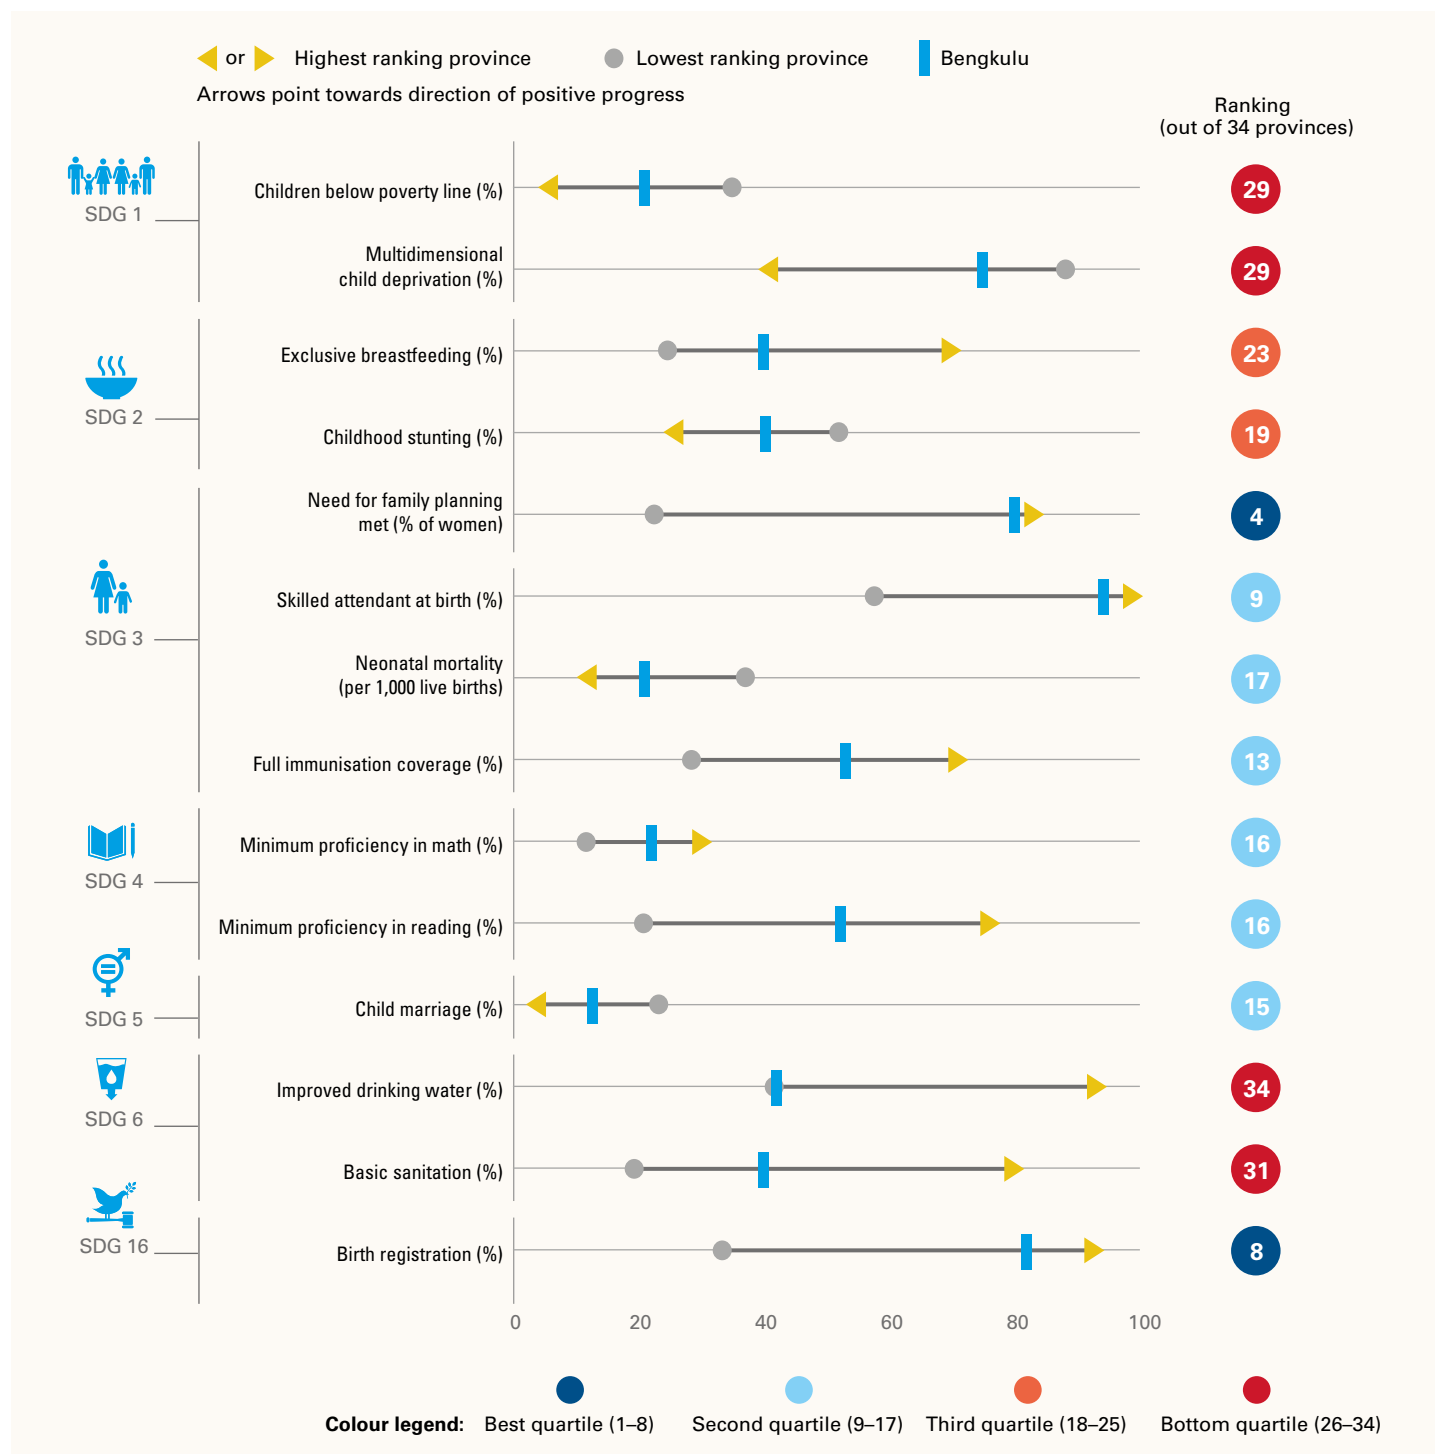 or Highest ranking province Lowest ranking province Bengkulu
Arrows point towards direction of positive progress
Ranking
(out of 34 provinces)
SDG 1
Children below poverty line (%)
29
Multidimensional
child deprivation (%)
29
SDG 2
Exclusive breastfeeding (%)
23
Childhood stunting (%)
19
SDG 3
Need for family planning
met (% of women)
4
Skilled attendant at birth (%)
9
Neonatal mortality
(per 1,000 live births)
17
Full immunisation coverage (%)
13
SDG 4
Minimum proficiency in math (%)
16
Minimum proficiency in reading (%)
16
SDG 5
Child marriage (%)
15
SDG 6
Improved drinking water (%)
34
Basic sanitation (%)
31
SDG 16
Birth registration (%)
8
0 20 40 60 80 100
Colour legend: Best quartile (1–8) Second quartile (9–17) Third quartile (18–25) Bottom quartile (26–34)